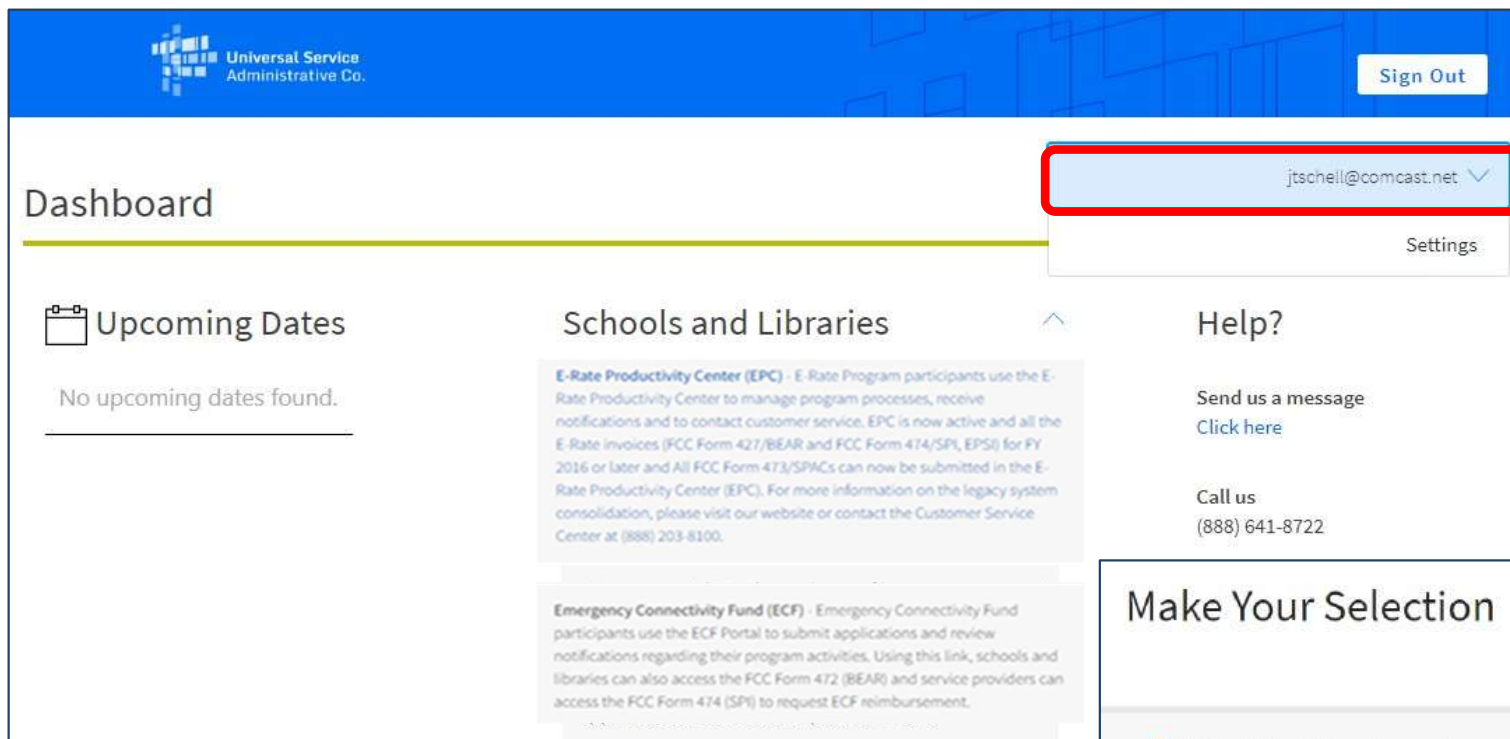 Universal Service
Administrative Co.
Sign Out
Dashboard
jtschell@comcast.net
Settings
Upcoming Dates
No upcoming dates found.
Schools and Libraries
E-Rate Productivity Center (EPC) - E-Rate Program participants use the E-
Rate Productivity Center to manage program processes, receive
notifications and to contact customer service. EPC is now active and all the
E-Rate invoices (FCC Form 427/BEAR and FCC Form 474/SPI, EPSI) for FY
2016 or later and All FCC Form 473/SPACs can now be submitted in the E-
Rate Productivity Center (EPC). For more information on the legacy system
consolidation, please visit our website or contact the Customer Service
Center at (888) 203-8100.
Emergency Connectivity Fund (ECF) - Emergency Connectivity Fund
participants use the ECF Portal to submit applications and review
notifications regarding their program activities. Using this link, schools and
libraries can also access the FCC Form 472 (BEAR) and service providers can
access the FCC Form 474 (SPI) to request ECF reimbursement.
Help?
Send us a message
Click here
Call us
(888) 641-8722
Make Your Selection